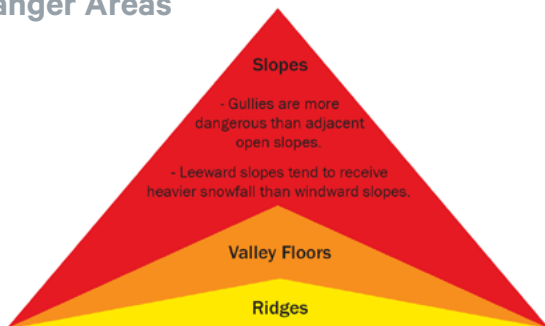 anger Areas
Slopes
- Gullies are more
dangerous than adjacent
open slopes.
- Leeward slopes tend to receive
heavier snowfall than windward slopes.
Valley Floors
Ridges